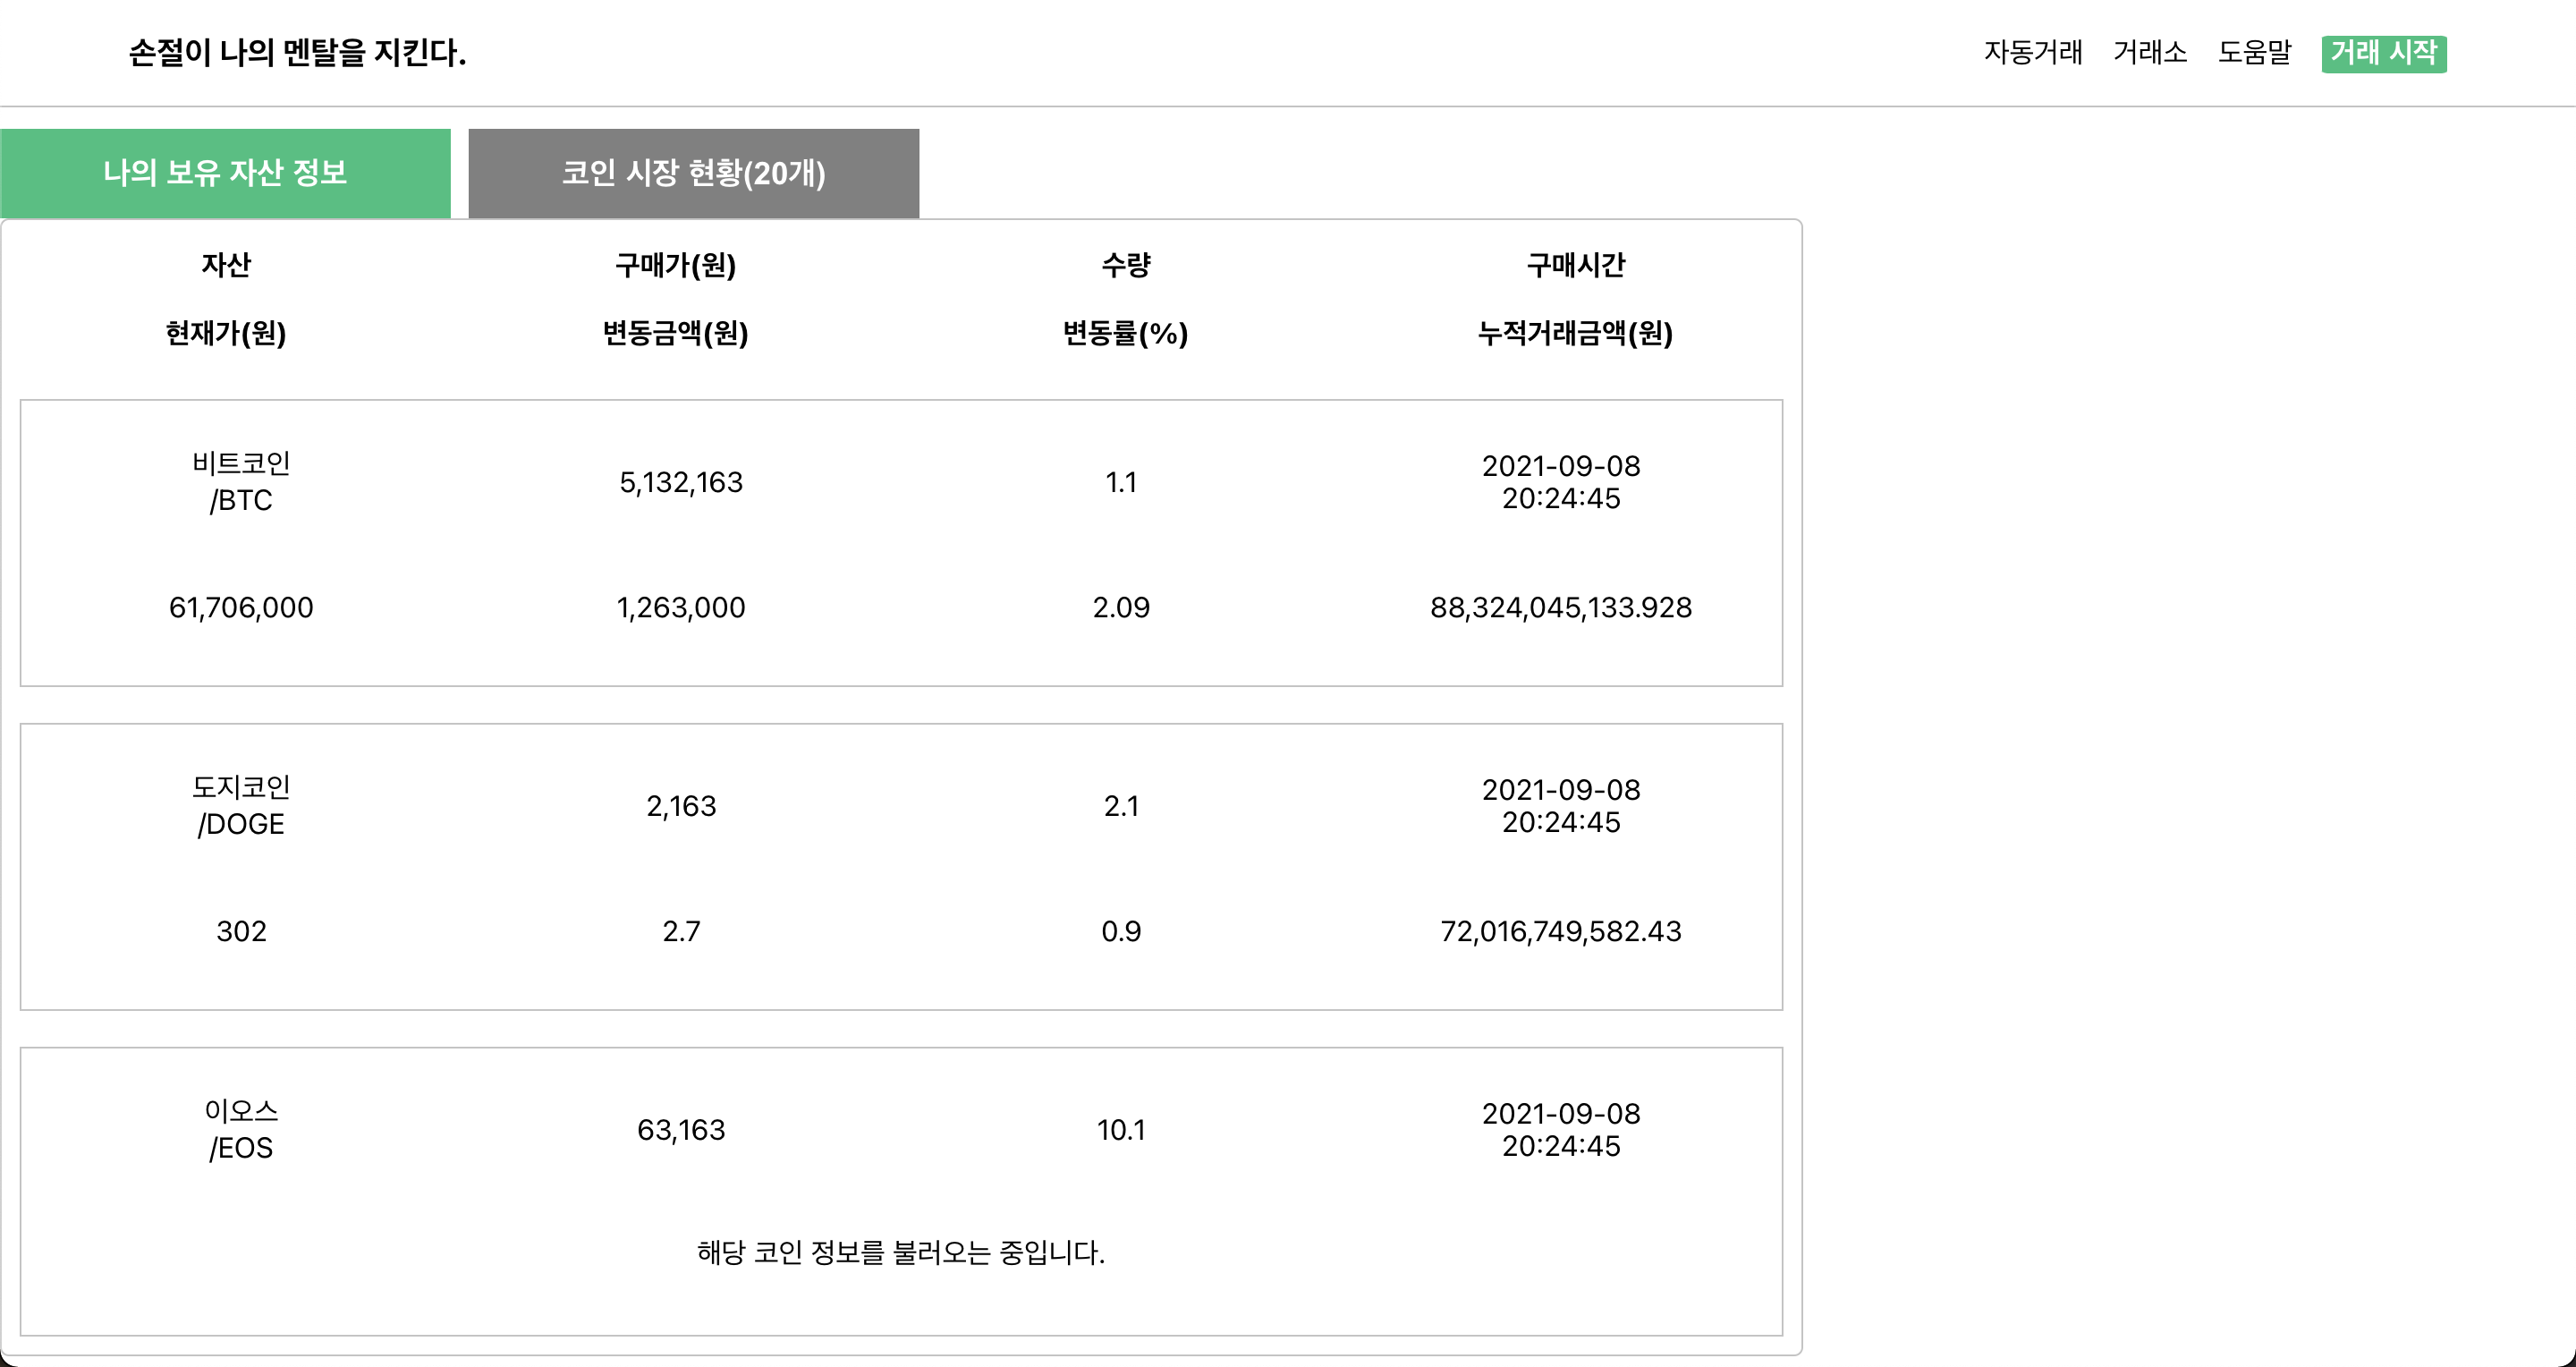 손절이 나의 멘탈을 지킨다.
자동거래 거래소 도움말 거래 시작
나의 보유 자산 정보 코인 시장 현황(20개)
자산 구매가(원) 수량 구매시간
현재가(원) 변동금액(원) 변동률(%) 누적거래금액(원)
비트코인
/BTC
5,132,163
1.1
2021-09-08
20:24:45
61,706,000 1,263,000 2.09 88,324,045,133.928
도지코인
/DOGE
2,163
2.1
2021-09-08
20:24:45
302 2.7 0.9 72,016,749,582.43
이오스
/EOS
63,163
10.1
2021-09-08
20:24:45
해당 코인 정보를 불러오는 중입니다.